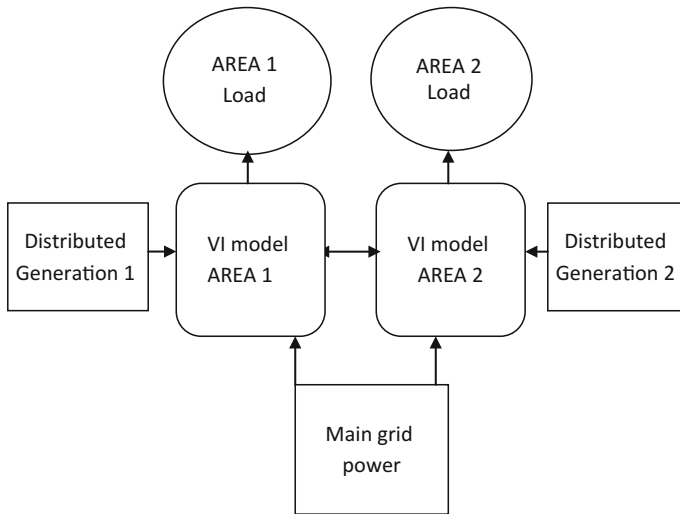 AREA 1
Load
AREA 2
Load
Distributed
Generation 1
VI model
AREA 1
VI model
AREA 2
Distributed
Generation 2
Main grid
power